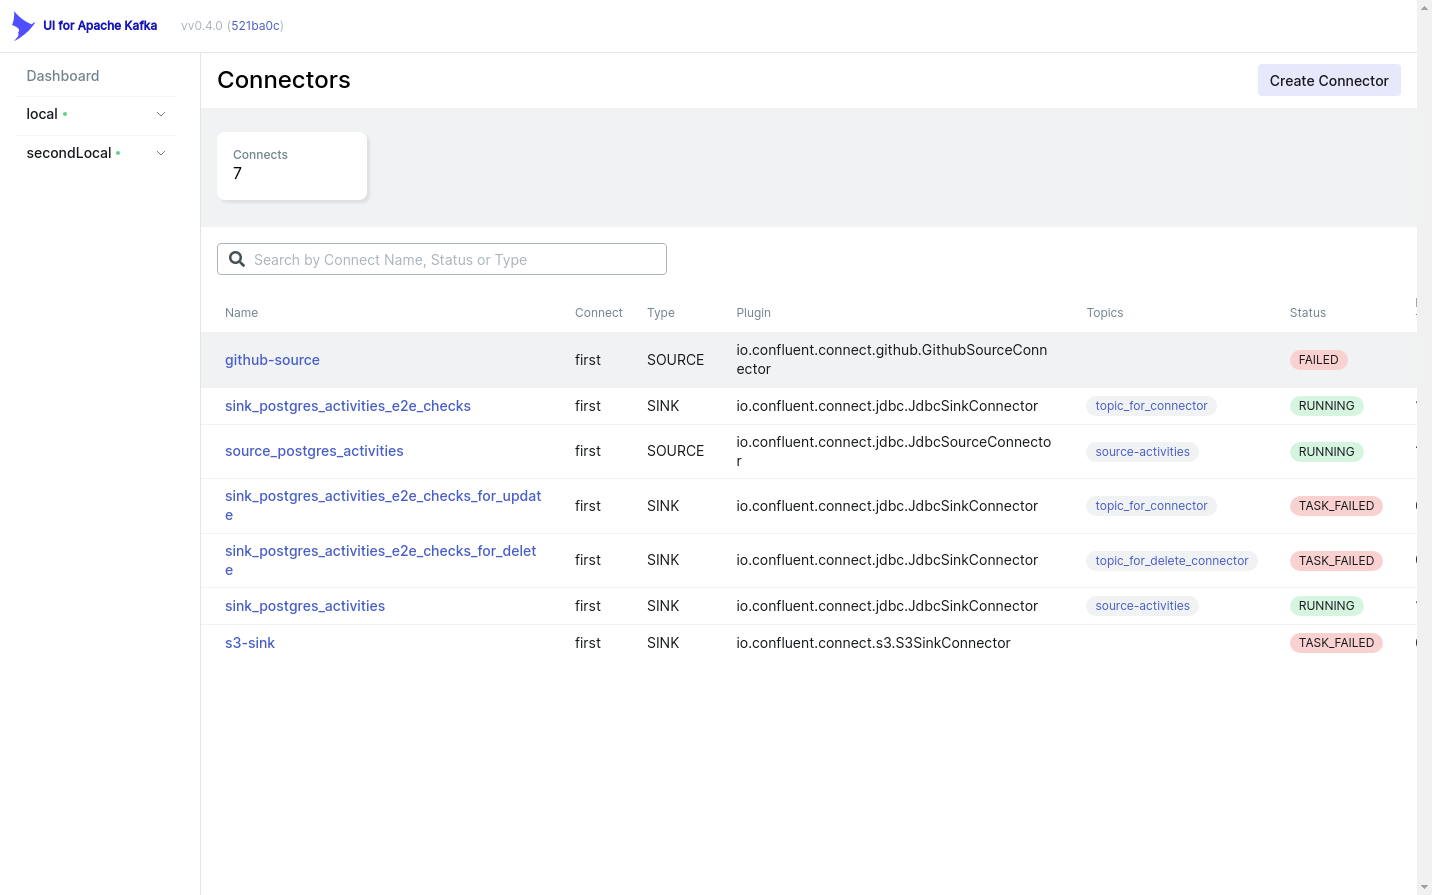 UI for Apache Kafka vv0.4.0 (521ba0c)
Dashboard
local
secondLocal
Connectors
Create Connector
Connects
7
Search by Connect Name, Status or Type
Name Connect Type Plugin Topics Status
github-source first SOURCE io.confluent.connect.github.GithubSourceConn
ector FAILED
sink_postgres_activities_e2e_checks first SINK io.confluent.connect.jdbc.JdbcSinkConnector topic_for_connector RUNNING
source_postgres_activities first SOURCE io.confluent.connect.jdbc.JdbcSourceConnecto
r source-activities RUNNING
sink_postgres_activities_e2e_checks_for_updat
e first SINK io.confluent.connect.jdbc.JdbcSinkConnector topic_for_connector TASK_FAILED
sink_postgres_activities_e2e_checks_for_delet
e first SINK io.confluent.connect.jdbc.JdbcSinkConnector topic_for_delete_connector TASK_FAILED
sink_postgres_activities first SINK io.confluent.connect.jdbc.JdbcSinkConnector source-activities RUNNING
s3-sink first SINK io.confluent.connect.s3.S3SinkConnector TASK_FAILED